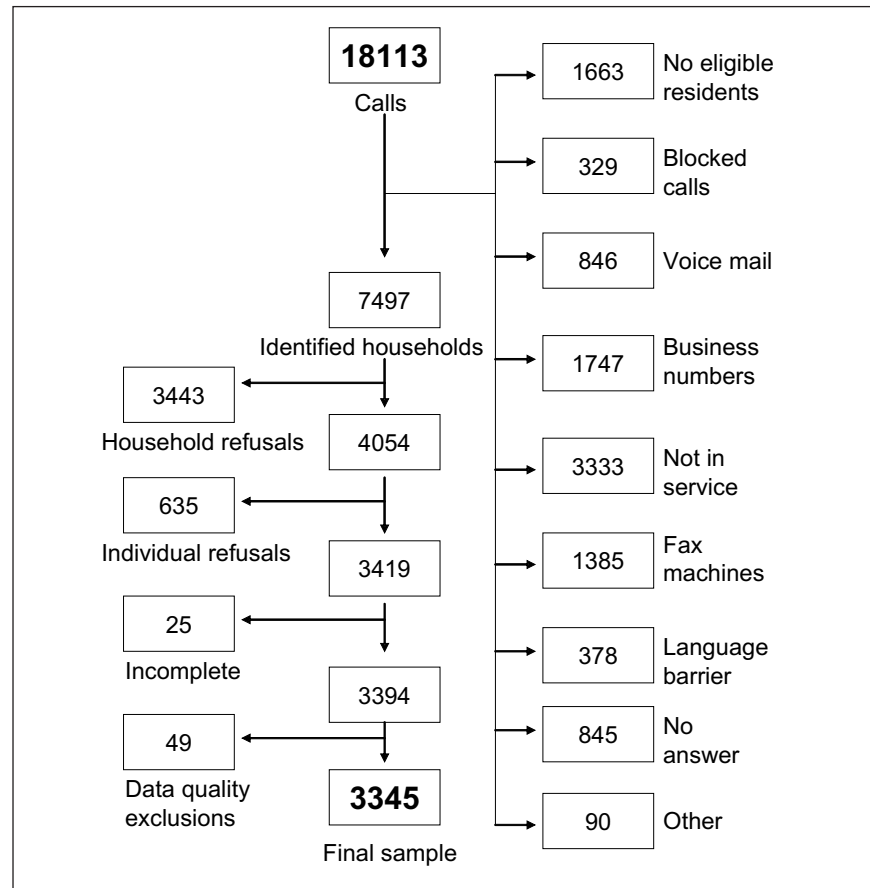 18113
Calls
7497
Identified households
3443
Household refusals
4054
635
Individual refusals
3419
25
Incomplete
3394
49
Data quality
exclusions
3345
Final sample
1663
No eligible
residents
329
Blocked
calls
846
Voice mail
1747
Business
numbers
3333
Not in
service
1385
Fax
machines
378
Language
barrier
845
No
answer
90
Other